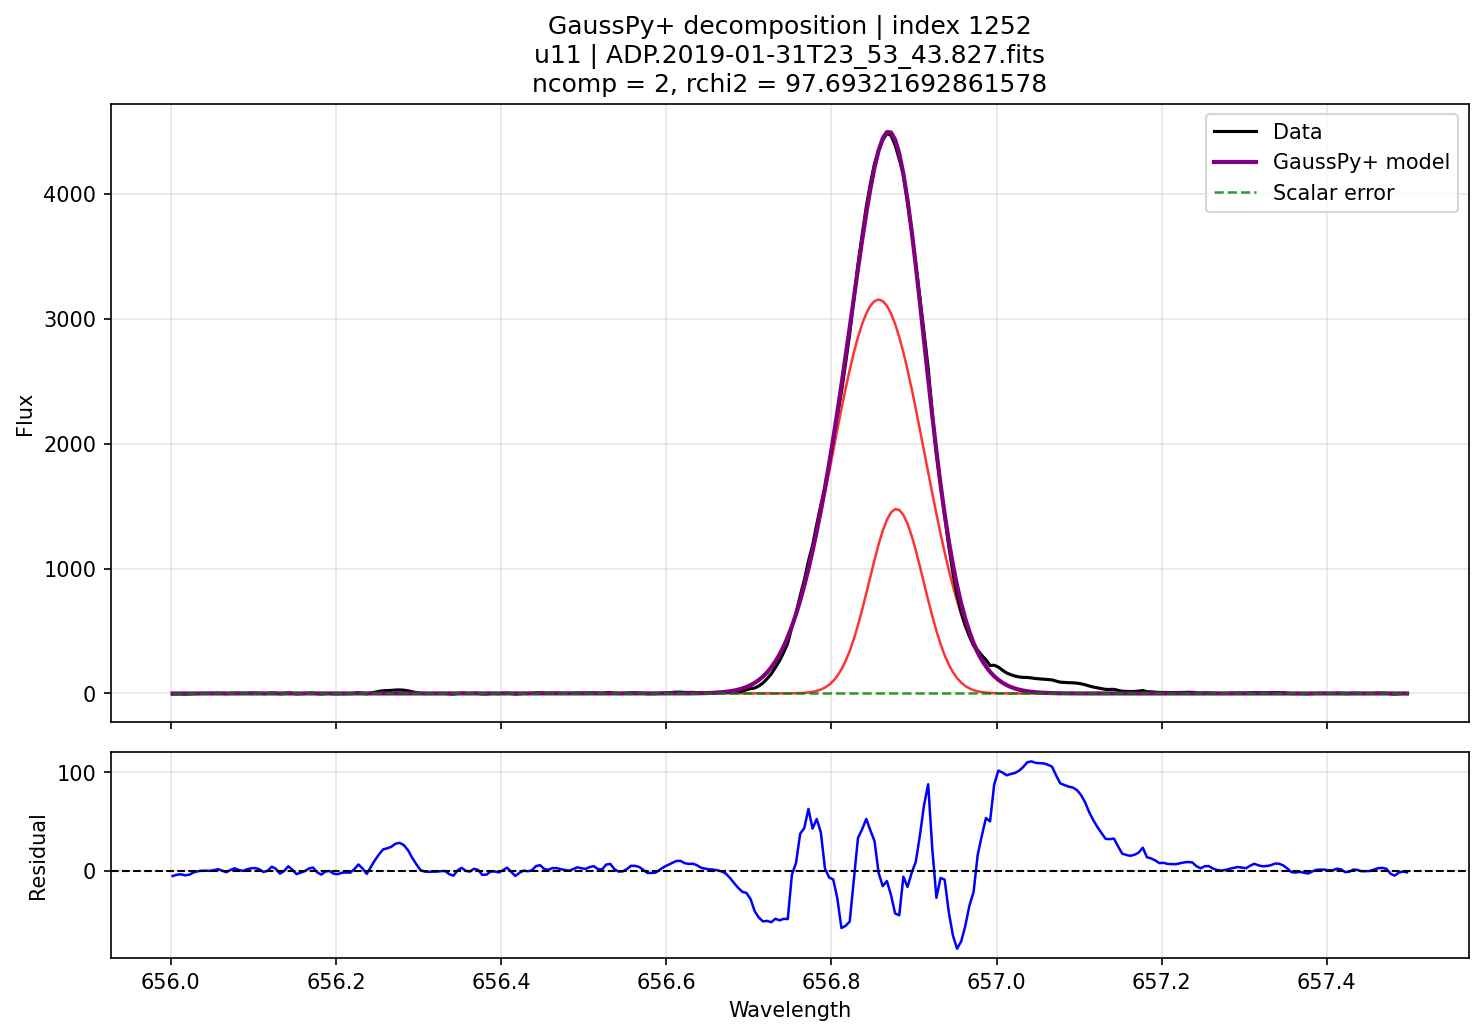 GaussPy+ decomposition | index 1252
u11 | ADP.2019-01-31T23_53_43.827.fits
ncomp = 2, rchi2 = 97.69321692861578
Data
GaussPy+ model
Scalar error
Flux
4000
3000
2000
1000
0
Residual
100
0
656.0 656.2 656.4 656.6 656.8 657.0 657.2 657.4
Wavelength